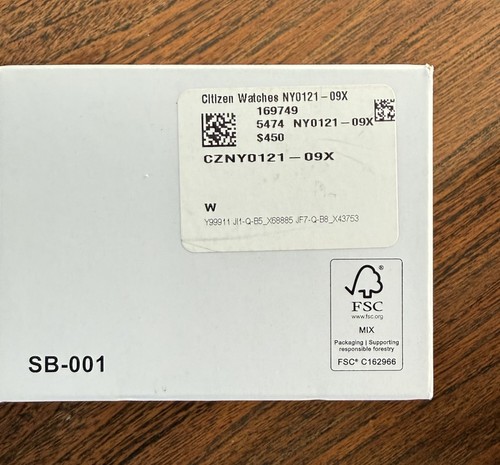 Citizen Watches NY0121-09X
169749
5474 NY0121-09X
$450
CZNY0121-09X
W
Y99911 JI1-Q-B5_X68885 JF7-Q-B8_X43753
FSC
www.fsc.org
MIX
Packaging | Supporting
responsible forestry
FSC® C162966
SB-001